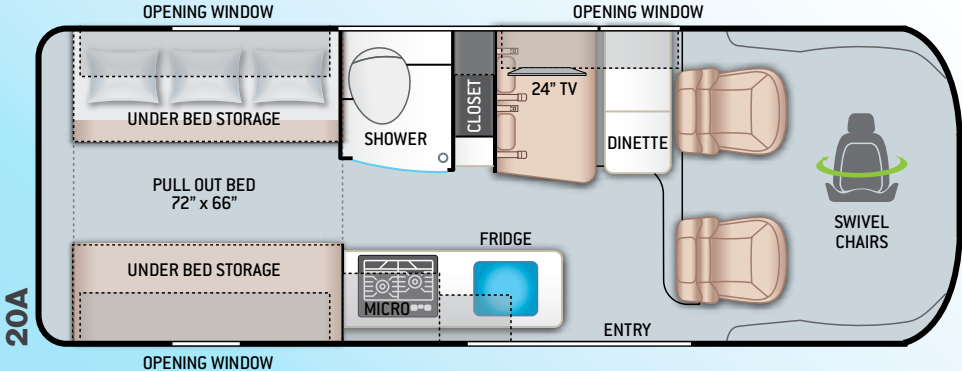 OPENING WINDOW
OPENING WINDOW
UNDER BED STORAGE
SHOWER
CLOSET
24” TV
DINETTE
PULL OUT BED
72” x 66”
SWIVEL
CHAIRS
FRIDGE
UNDER BED STORAGE
MICRO
ENTRY
20A
OPENING WINDOW